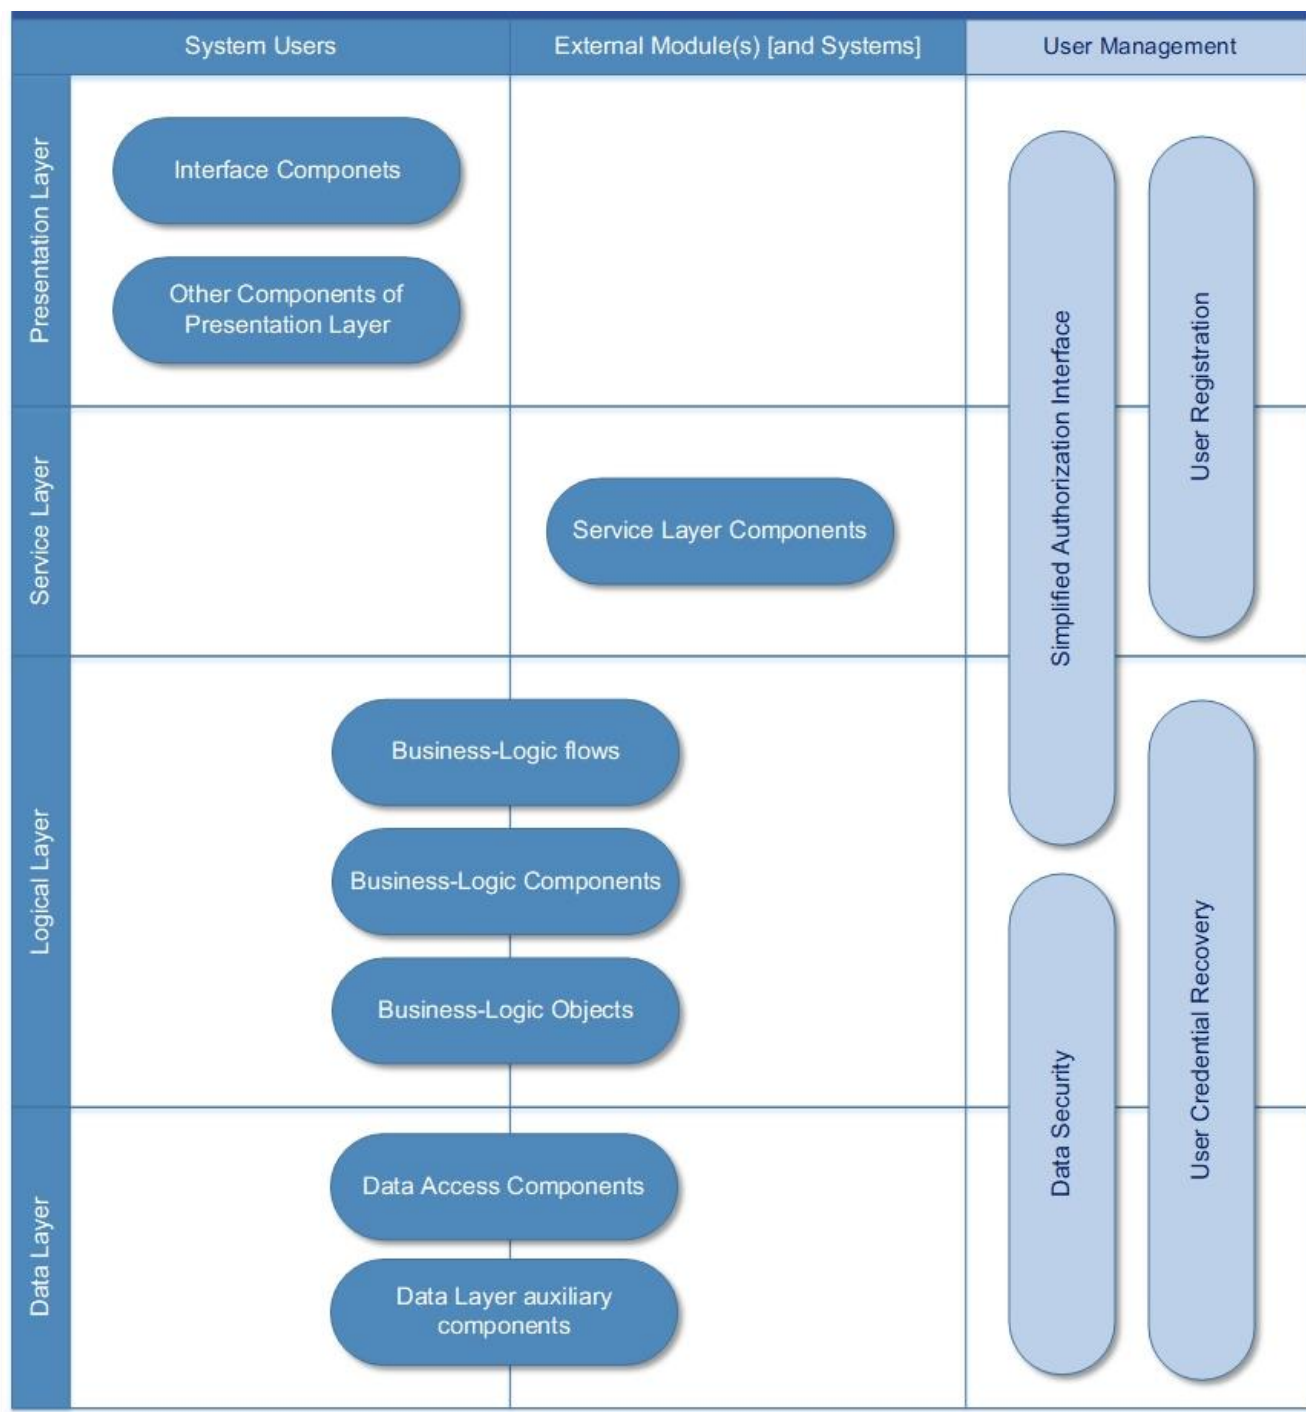 System Users
External Module(s) [and Systems]
User Management
Presentation Layer
Interface Componets
Other Components of
Presentation Layer
Simplified Authorization Interface
User Registration
Service Layer
Service Layer Components
Logical Layer
Business-Logic flows
Business-Logic Components
Business-Logic Objects
Data Security
User Credential Recovery
Data Layer
Data Access Components
Data Layer auxiliary
components